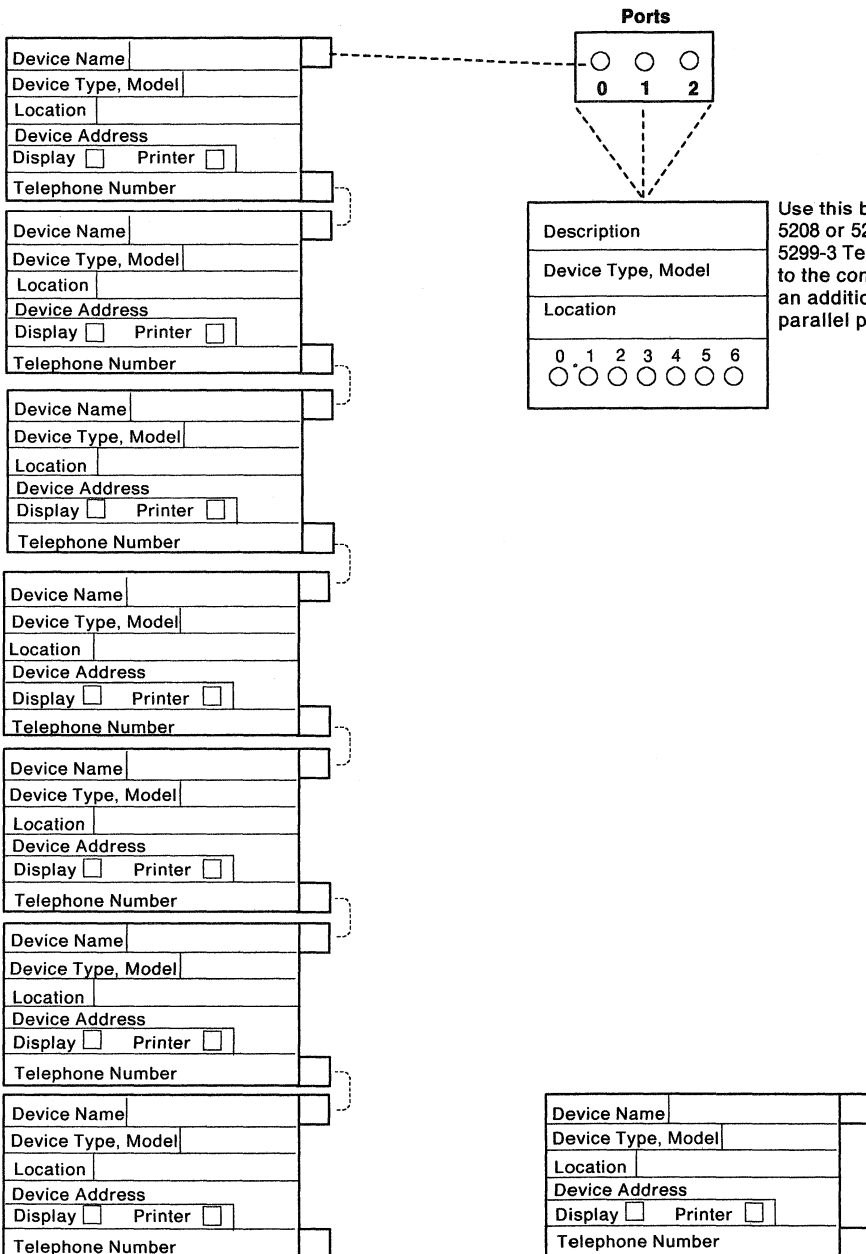 Ports
0 1 2
Device Name
Device Type, Model
Location
Device Address
Display Printer
Telephone Number
Device Name
Device Type, Model
Location
Device Address
Display Printer
Telephone Number
Device Name
Device Type, Model
Location
Device Address
Display Printer
Telephone Number
Device Name
Device Type, Model
Location
Device Address
Display Printer
Telephone Number
Device Name
Device Type, Model
Location
Device Address
Display Printer
Telephone Number
Device Name
Device Type, Model
Location
Device Address
Display Printer
Telephone Number
Device Name
Device Type, Model
Location
Device Address
Display Printer
Telephone Number
Description
Device Type, Model
Location
0 1 2 3 4 5 6
Use this
5208 or
5299-3
to the
an
parallel
Device Name
Device Type, Model
Location
Device Address
Display Printer
Telephone Number